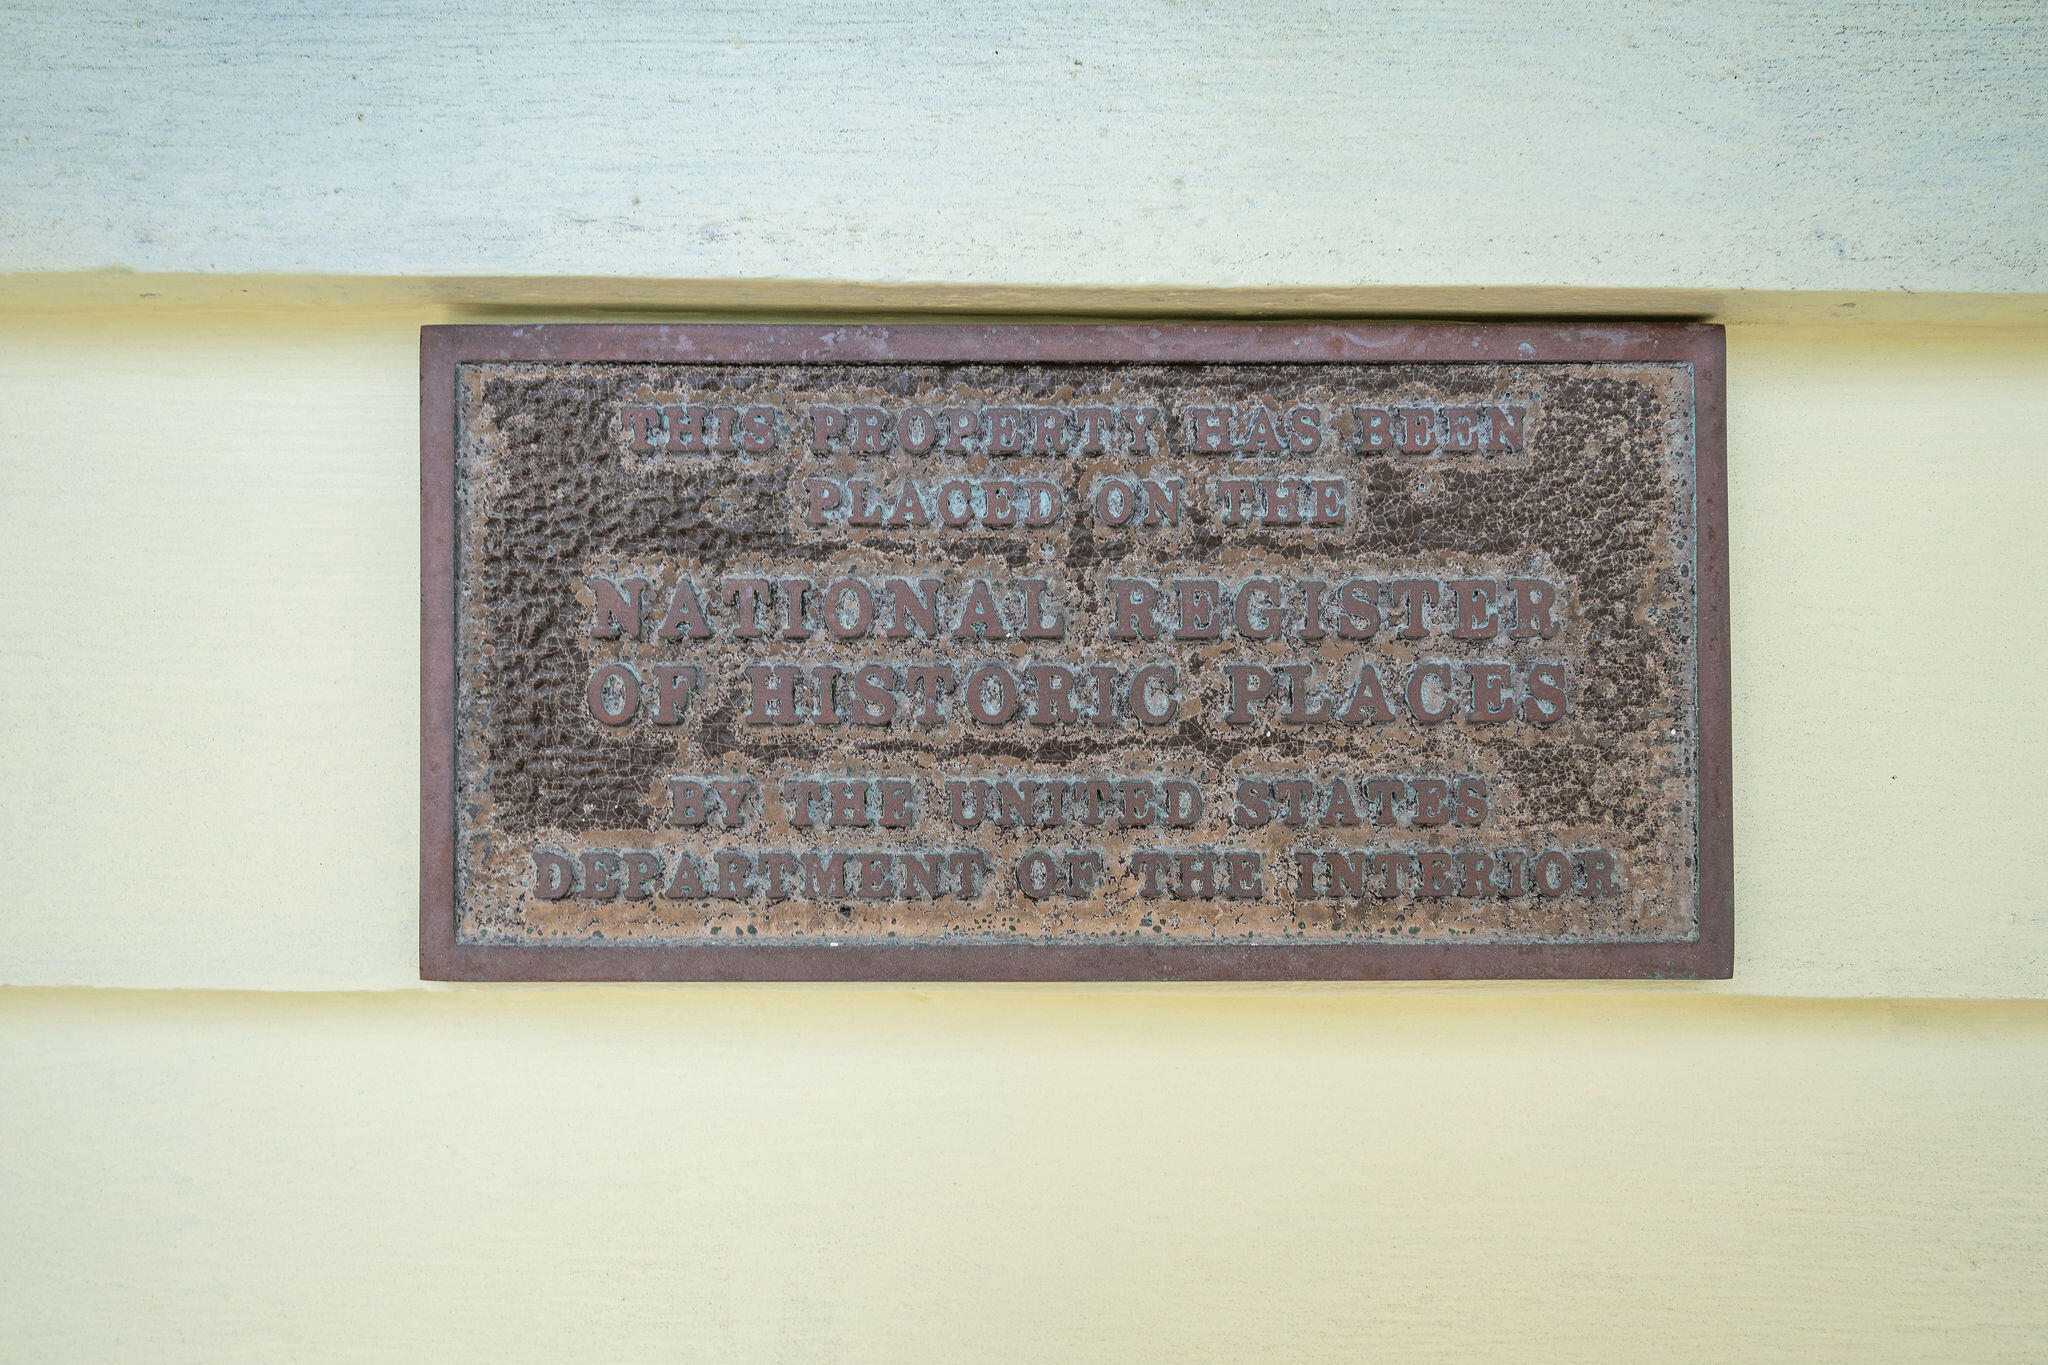 THIS PROPERTY HAS BEEN
PLACED ON THE
NATIONAL REGISTER
OF HISTORIC PLACES
BY THE UNITED STATES
DEPARTMENT OF THE INTERIOR